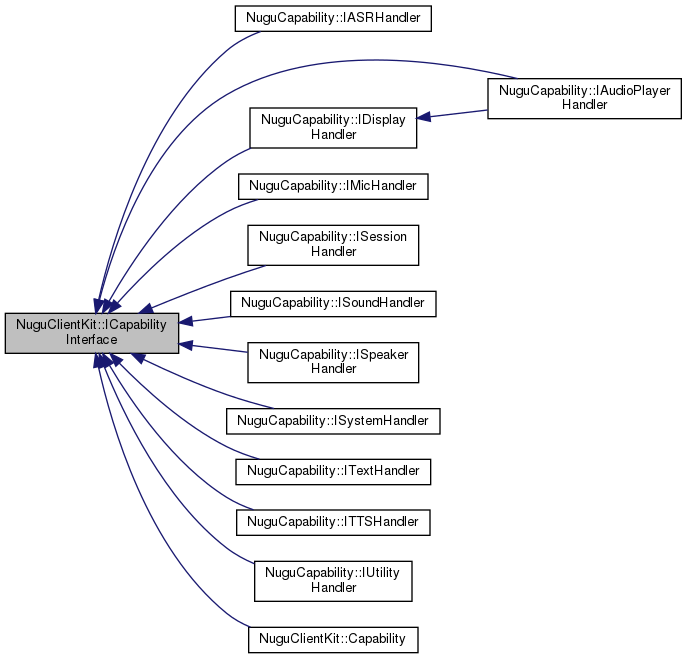 NuguCapability::IASRHandler
NuguCapability::IAudioPlayer
Handler
NuguCapability::IDisplay
Handler
NuguCapability::IMicHandler
NuguCapability::ISession
Handler
NuguCapability::ISoundHandler
NuguClientKit::ICapability
Interface
NuguCapability::ISpeaker
Handler
NuguCapability::ISystemHandler
NuguCapability::ITextHandler
NuguCapability::ITTSHandler
NuguCapability::IUtility
Handler
NuguClientKit::Capability